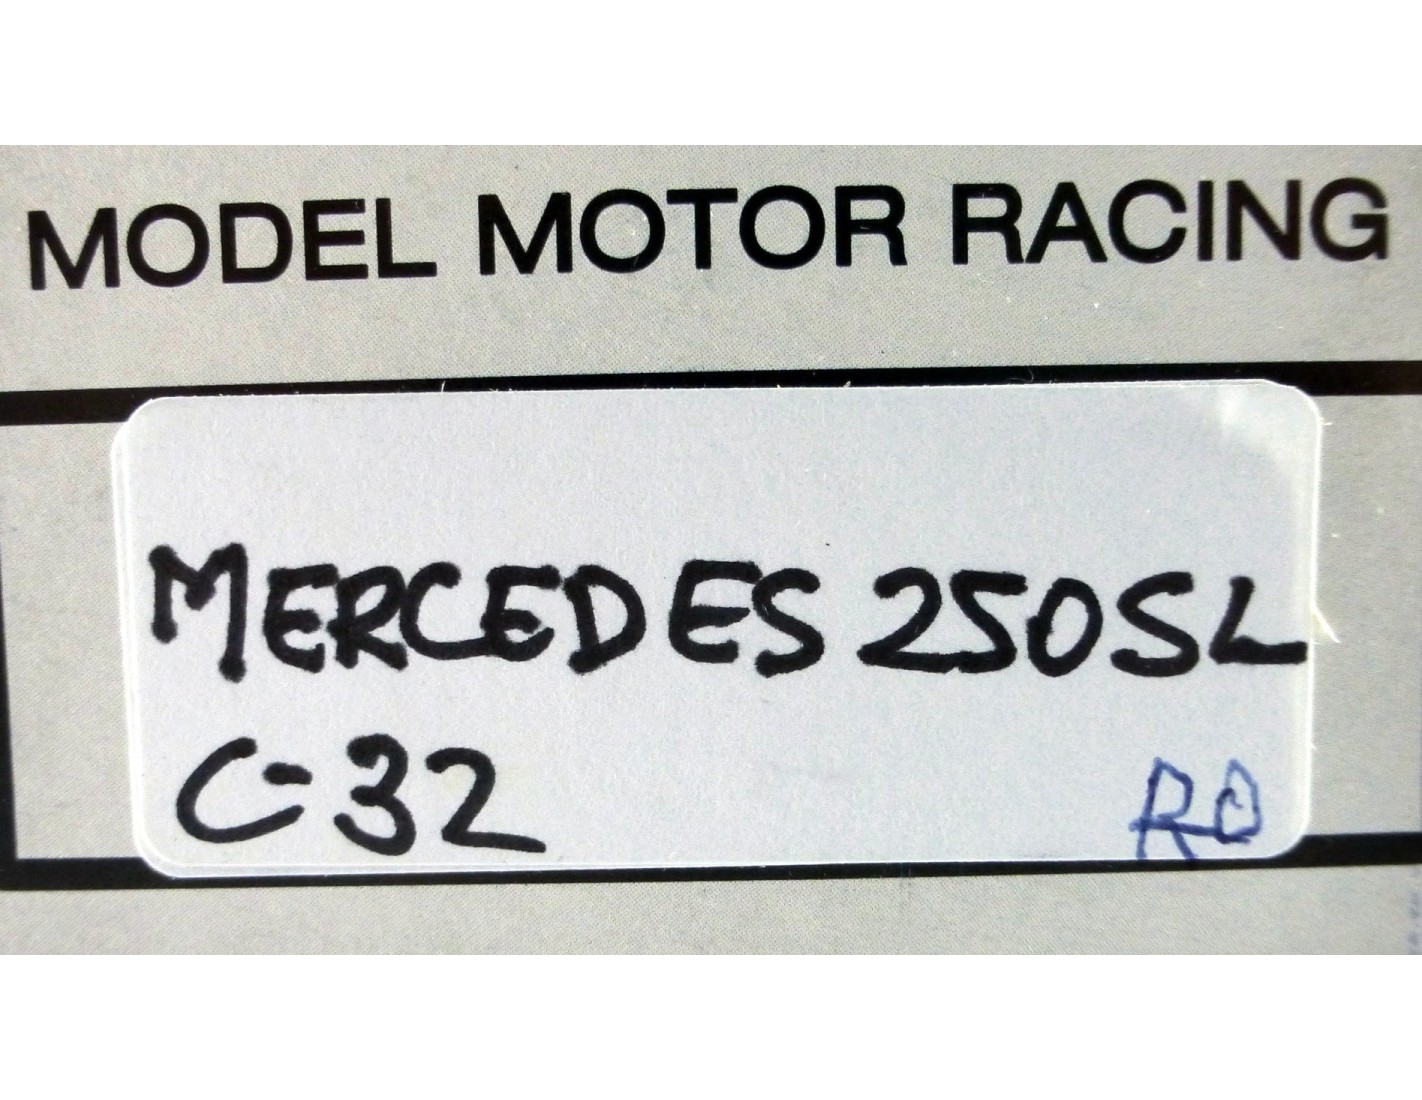 MODEL MOTOR RACING
MERCEDES 250SL
C-32
RO